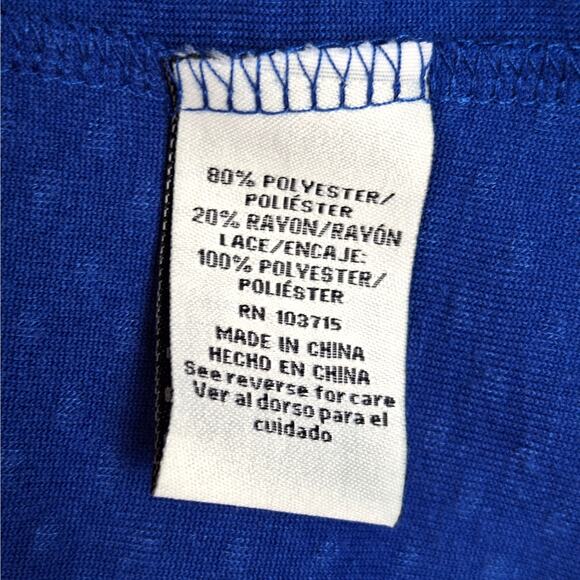 80% POLYESTER/
POLIÉSTER
20% RAYON/RAYÓN
LACE/ENCAJE:
100% POLYESTER/
POLIÉSTER
RN 103715
MADE IN CHINA
HECHO EN CHINA
See reverse for care
Ver al dorso para el
cuidado